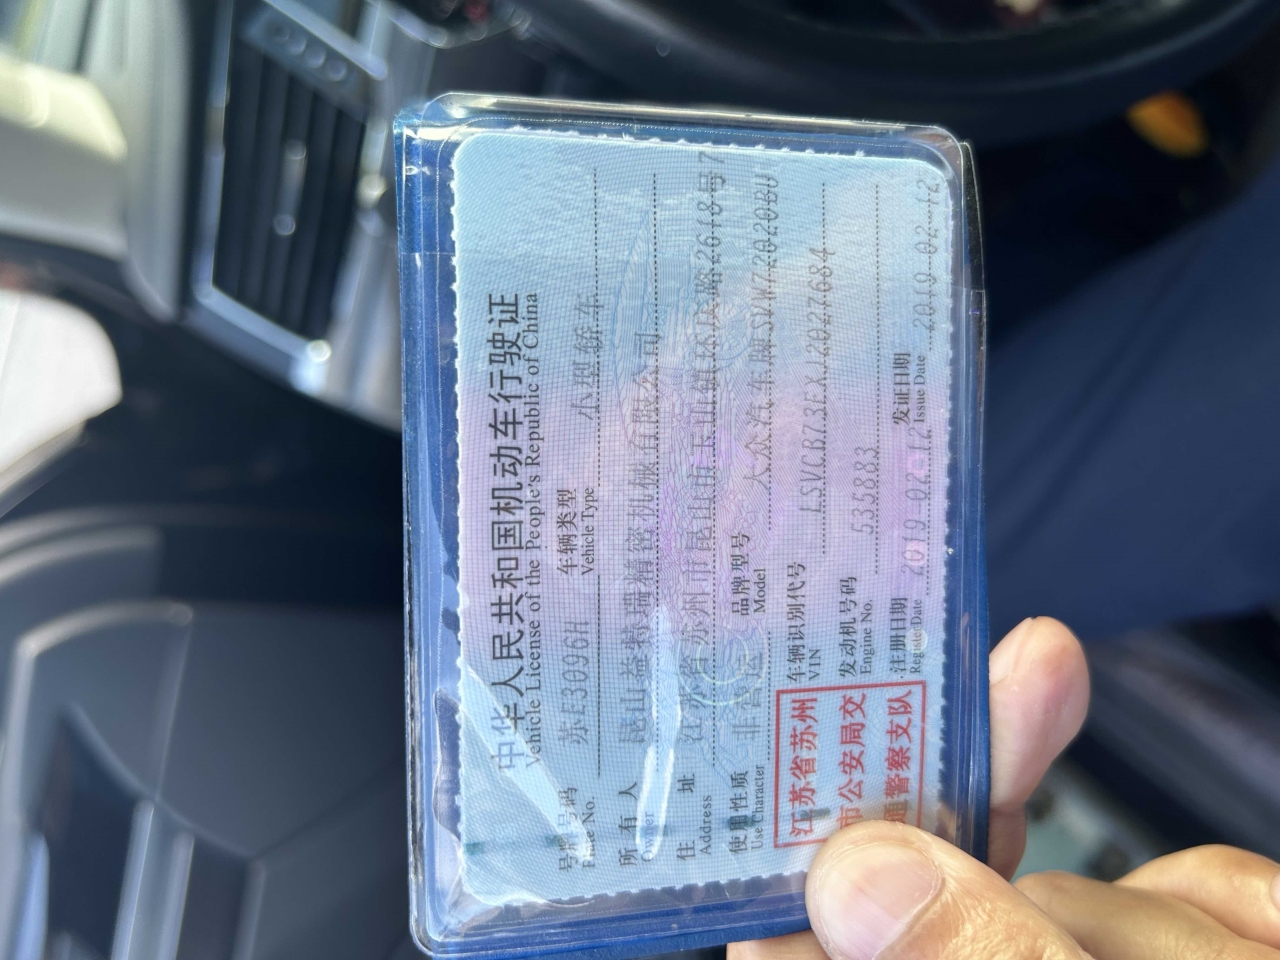 中华人民共和国机动车行驶证
Vehicle License of the People's Republic of China
号牌号码 苏E3096H 车辆类型 小型轿车
Plate No. Vehicle Type
所有人 昆山益特瑞精密机械有限公司
Owner
住址 江苏省苏州市昆山市玉山镇环庆路2618号7
Address
使用性质 非营运 品牌型号 大众汽车牌SVW72020BU
Use Character Model
车辆识别代号 LSVCB73EXJ2027684
VIN
发动机号码 535883
Engine No.
注册日期 2019-02-12 发证日期 2019-02-12
Register Date Issue Date
江苏省苏州
市公安局交
通警察支队